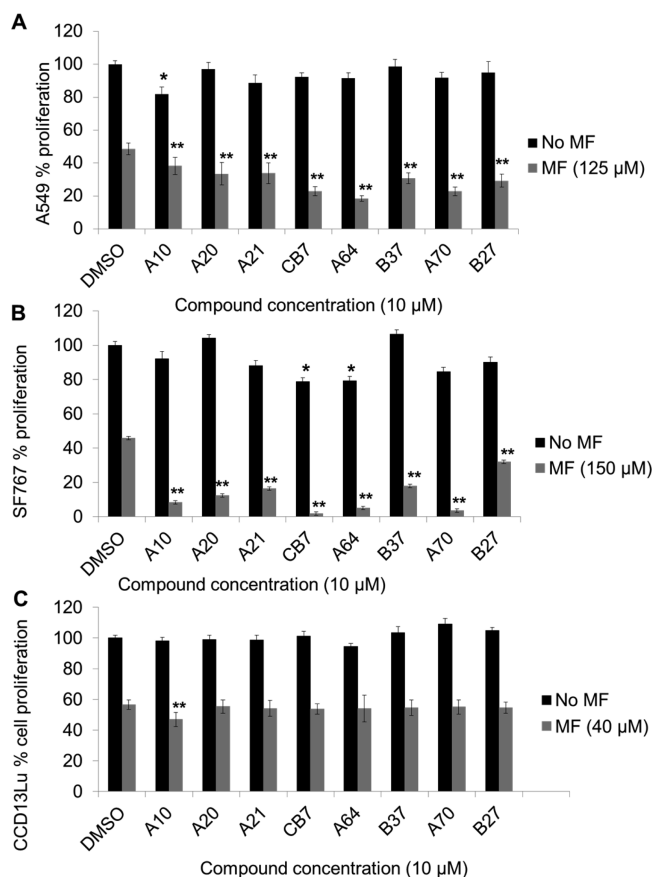 A
A549 % proliferation
120
100
80
60
40
20
0
*
**
**
**
**
**
**
**
**
No MF
MF (125 µM)
DMSO
A10
A20
A21
CB7
A64
B37
A70
B27
Compound concentration (10 µM)
B
SF767 % proliferation
120
100
80
60
40
20
0
*
*
**
**
**
**
**
**
**
**
No MF
MF (150 µM)
DMSO
A10
A20
A21
CB7
A64
B37
A70
B27
Compound concentration (10 µM)
C
CCD13Lu % cell proliferation
120
100
80
60
40
20
0
**
No MF
MF (40 µM)
DMSO
A10
A20
A21
CB7
A64
B37
A70
B27
Compound concentration (10 µM)